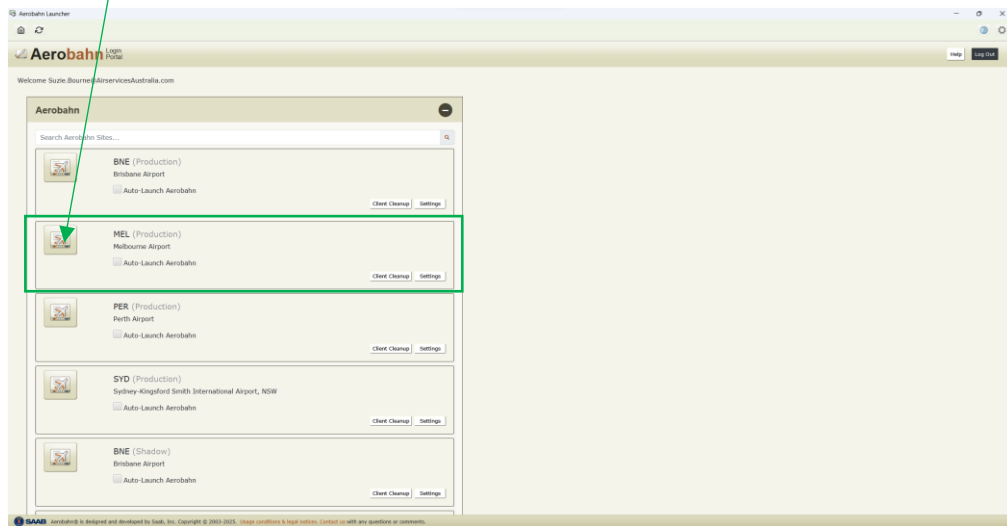 Aerobahn Launcher
Aerobahn Login Portal
Help
Log Out
Welcome Suzie.Bourne@AirservicesAustralia.com
Aerobahn
Search Aerobahn Sites...
BNE (Production)
Brisbane Airport
Auto-Launch Aerobahn
Client Cleanup
Settings
MEL (Production)
Melbourne Airport
Auto-Launch Aerobahn
Client Cleanup
Settings
PER (Production)
Perth Airport
Auto-Launch Aerobahn
Client Cleanup
Settings
SYD (Production)
Sydney-Kingsford Smith International Airport, NSW
Auto-Launch Aerobahn
Client Cleanup
Settings
BNE (Shadow)
Brisbane Airport
Auto-Launch Aerobahn
Client Cleanup
Settings
SAAB Aerobahn® is designed and developed by Saab, Inc. Copyright © 2003-2025. Usage conditions & legal notices. Contact us with any questions or comments.